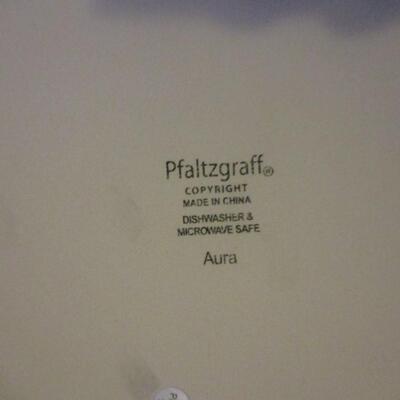 Pfaltzgraff®
COPYRIGHT
MADE IN CHINA
DISHWASHER &
MICROWAVE SAFE
Aura